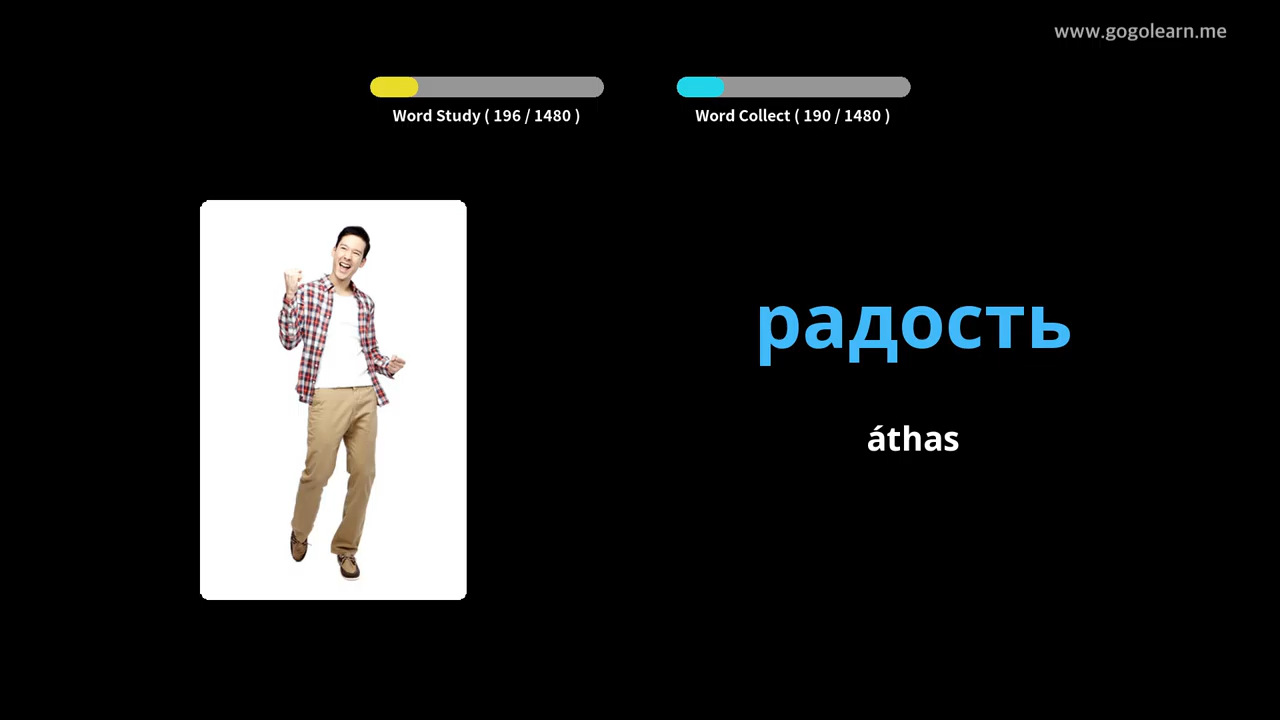 www.gogolearn.me
Word Study ( 196 / 1480 )
Word Collect ( 190 / 1480 )
радость
áthas